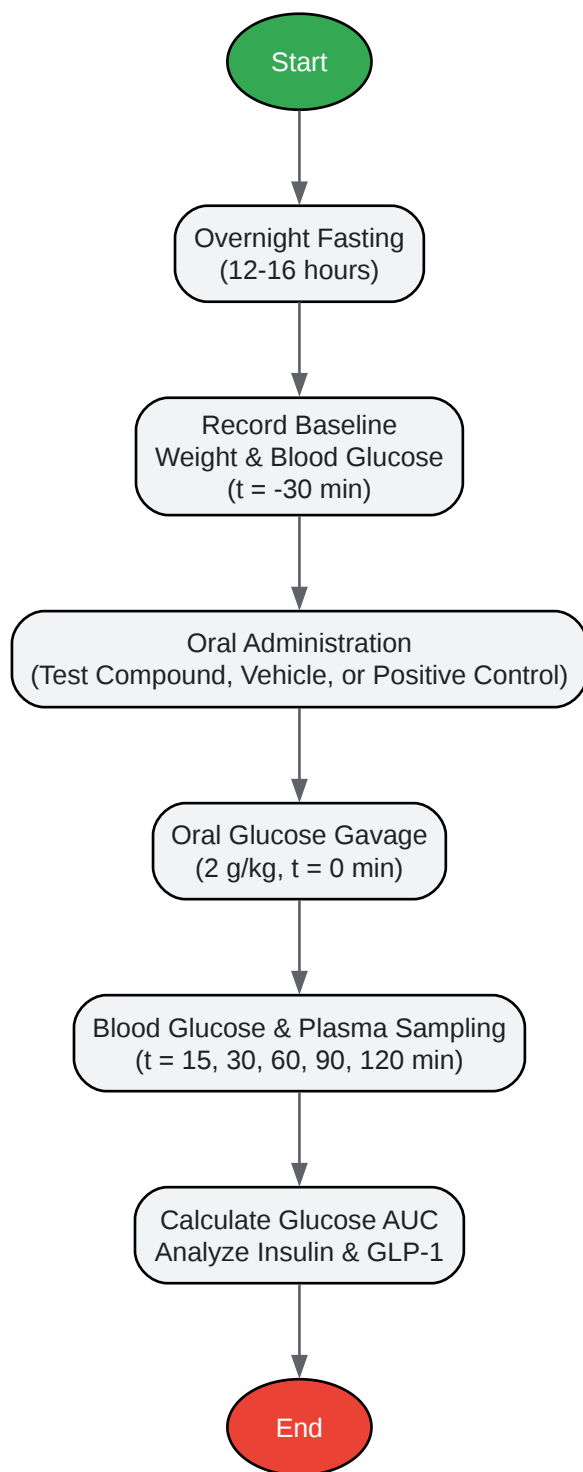 Start
Overnight Fasting
(12-16 hours)
Record Baseline
Weight & Blood Glucose
(t = -30 min)
Oral Administration
(Test Compound, Vehicle, or Positive Control)
Oral Glucose Gavage
(2 g/kg, t = 0 min)
Blood Glucose & Plasma Sampling
(t = 15, 30, 60, 90, 120 min)
Calculate Glucose AUC
Analyze Insulin & GLP-1
End